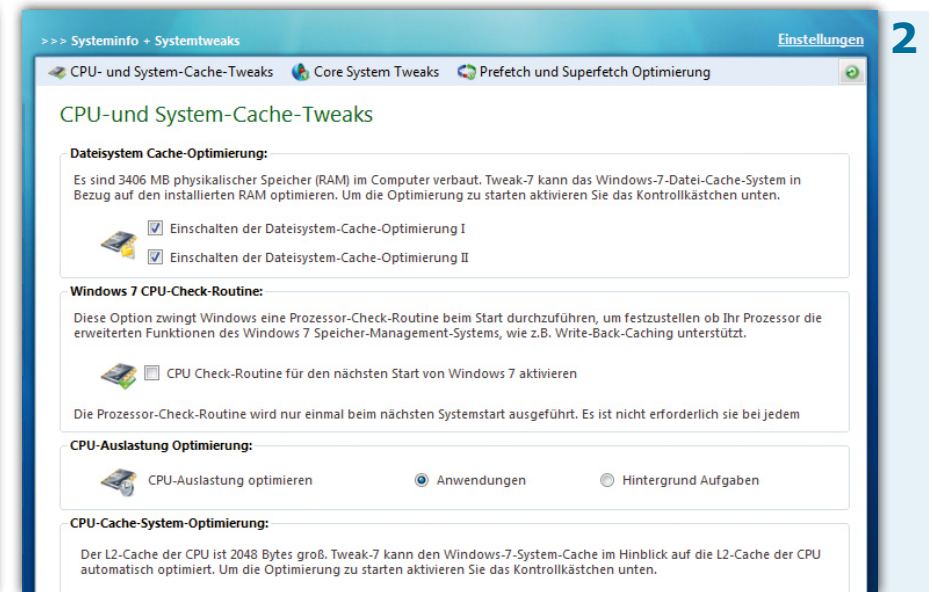 >>> Systeminfo + Systemtweaks Einstellungen 2
CPU- und System-Cache-Tweaks Core System Tweaks Prefetch und Superfetch Optimierung
CPU-und System-Cache-Tweaks
Dateisystem Cache-Optimierung:
Es sind 3406 MB physikalischer Speicher (RAM) im Computer verbaut. Tweak-7 kann das Windows-7-Datei-Cache-System in
Bezug auf den installierten RAM optimieren. Um die Optimierung zu starten aktivieren Sie das Kontrollkästchen unten.
Einschalten der Dateisystem-Cache-Optimierung I
Einschalten der Dateisystem-Cache-Optimierung II
Windows 7 CPU-Check-Routine:
Diese Option zwingt Windows eine Prozessor-Check-Routine beim Start durchzuführen, um festzustellen ob Ihr Prozessor die
erweiterten Funktionen des Windows 7 Speicher-Management-Systems, wie z.B. Write-Back-Caching unterstützt.
CPU Check-Routine für den nächsten Start von Windows 7 aktivieren
Die Prozessor-Check-Routine wird nur einmal beim nächsten Systemstart ausgeführt. Es ist nicht erforderlich sie bei jedem
CPU-Auslastung Optimierung:
CPU-Auslastung optimieren Anwendungen Hintergrund Aufgaben
CPU-Cache-System-Optimierung:
Der L2-Cache der CPU ist 2048 Bytes groß. Tweak-7 kann den Windows-7-System-Cache im Hinblick auf die L2-Cache der CPU
automatisch optimiert. Um die Optimierung zu starten aktivieren Sie das Kontrollkästchen unten.